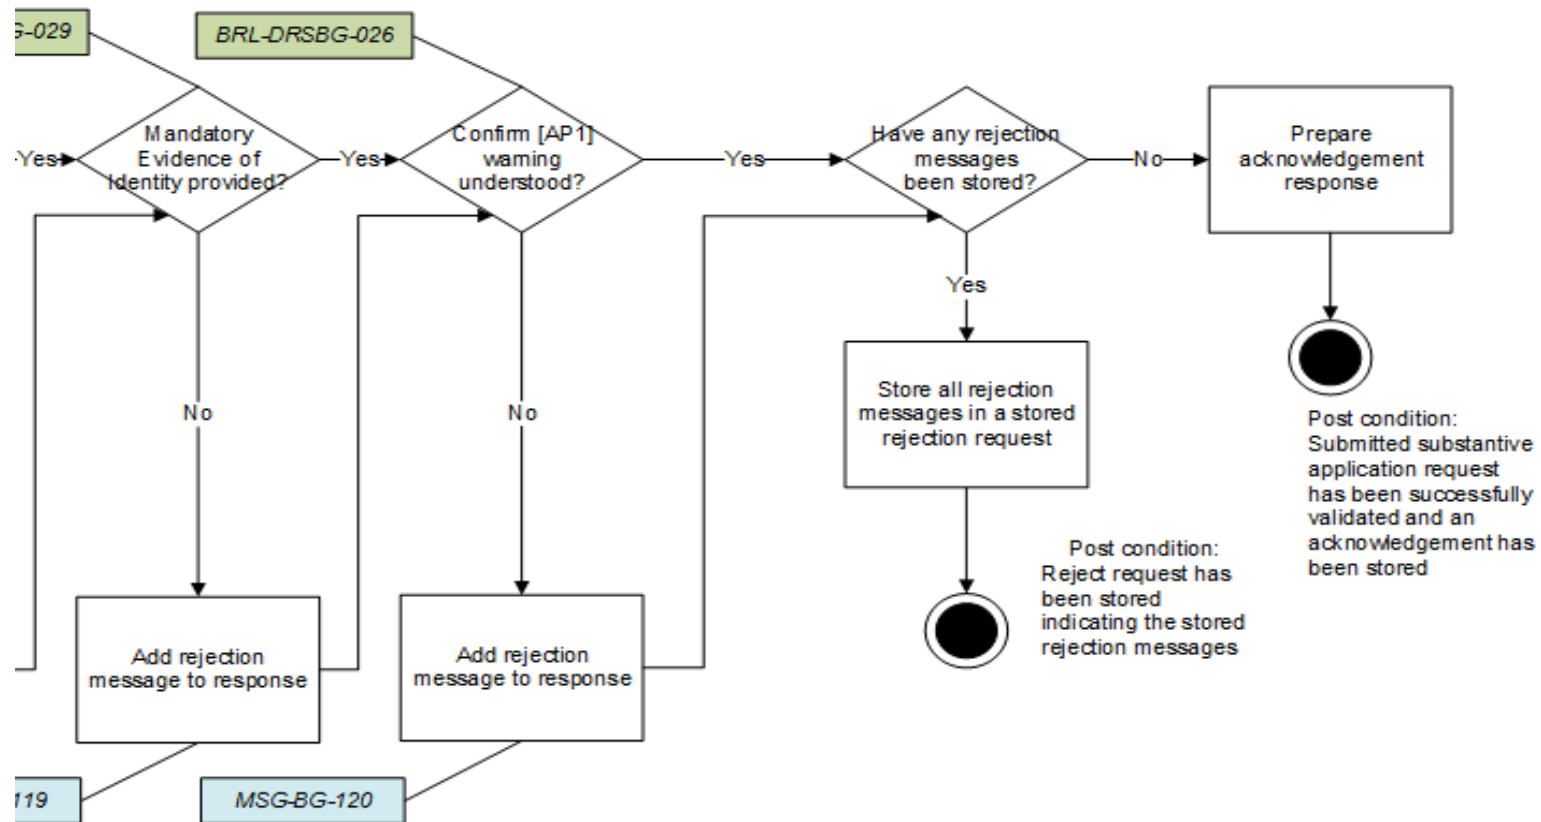 G-029
BRL-DRSBG-026
Yes
Mandatory
Evidence of
Identity provided?
Yes
Confirm [AP1]
warning
understood?
Yes
Have any rejection
messages
been stored?
No
Prepare
acknowledgement
response
No
No
Yes
Store all rejection
messages in a stored
rejection request
Post condition:
Submitted substantive
application request
has been successfully
validated and an
acknowledgement has
been stored
Post condition:
Reject request has
been stored
indicating the stored
rejection messages
Add rejection
message to response
Add rejection
message to response
119
MSG-BG-120